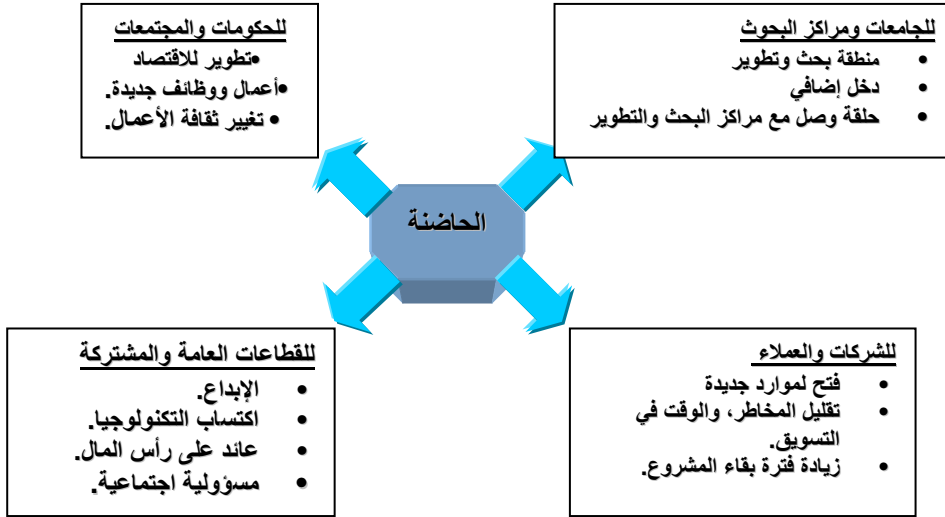 للجامعات ومراكز البحوث
• منطقة بحث وتطوير
• دخل إضافي
• حلقة وصل مع مراكز البحث والتطوير
للحكومات والمجتمعات
•تطوير للاقتصاد
•أعمال ووظائف جديدة.
• تغيير ثقافة الأعمال.
الحاضنة
للشركات والعملاء
• فتح لموارد جديدة
• تقليل المخاطر، والوقت في
التسويق.
• زيادة فترة بقاء المشروع.
للقطاعات العامة والمشتركة
• الإبداع.
• اكتساب التكنولوجيا.
• عائد على رأس المال.
• مسؤولية اجتماعية.